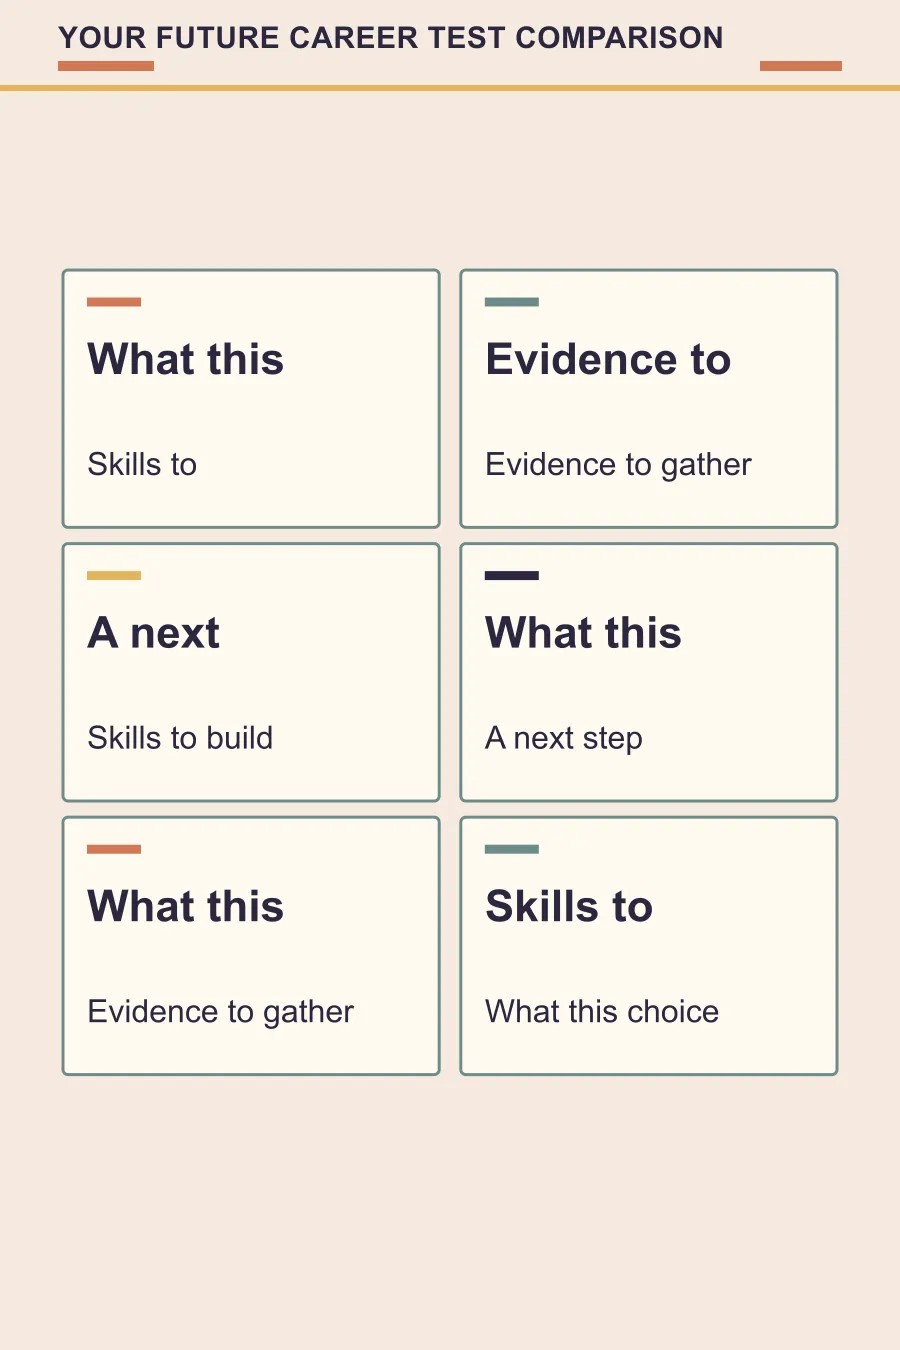 YOUR FUTURE CAREER TEST COMPARISON
What this
Skills to
Evidence to
Evidence to gather
A next
Skills to build
What this
A next step
What this
Evidence to gather
Skills to
What this choice